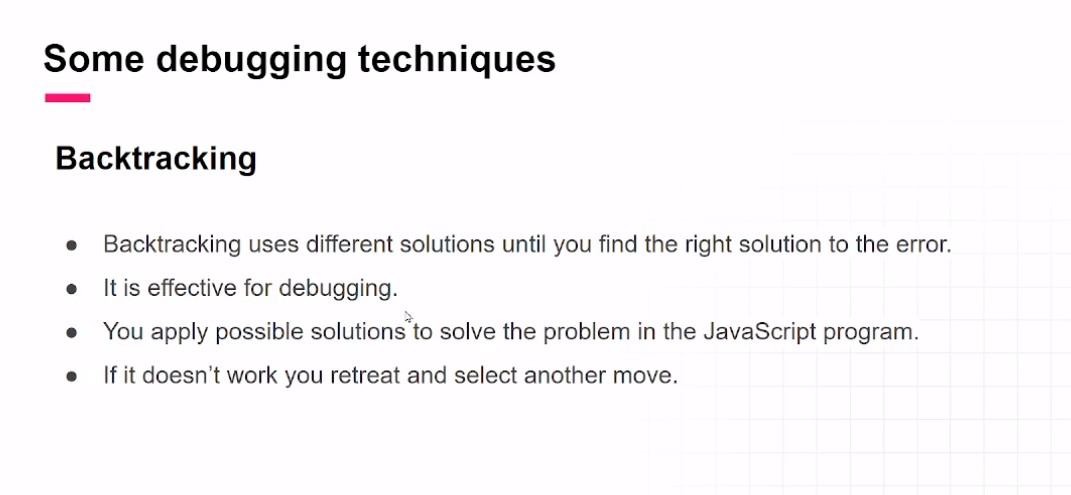 Some debugging techniques
Backtracking
● Backtracking uses different solutions until you find the right solution to the error.
● It is effective for debugging.
● You apply possible solutions to solve the problem in the JavaScript program.
● If it doesn't work you retreat and select another move.